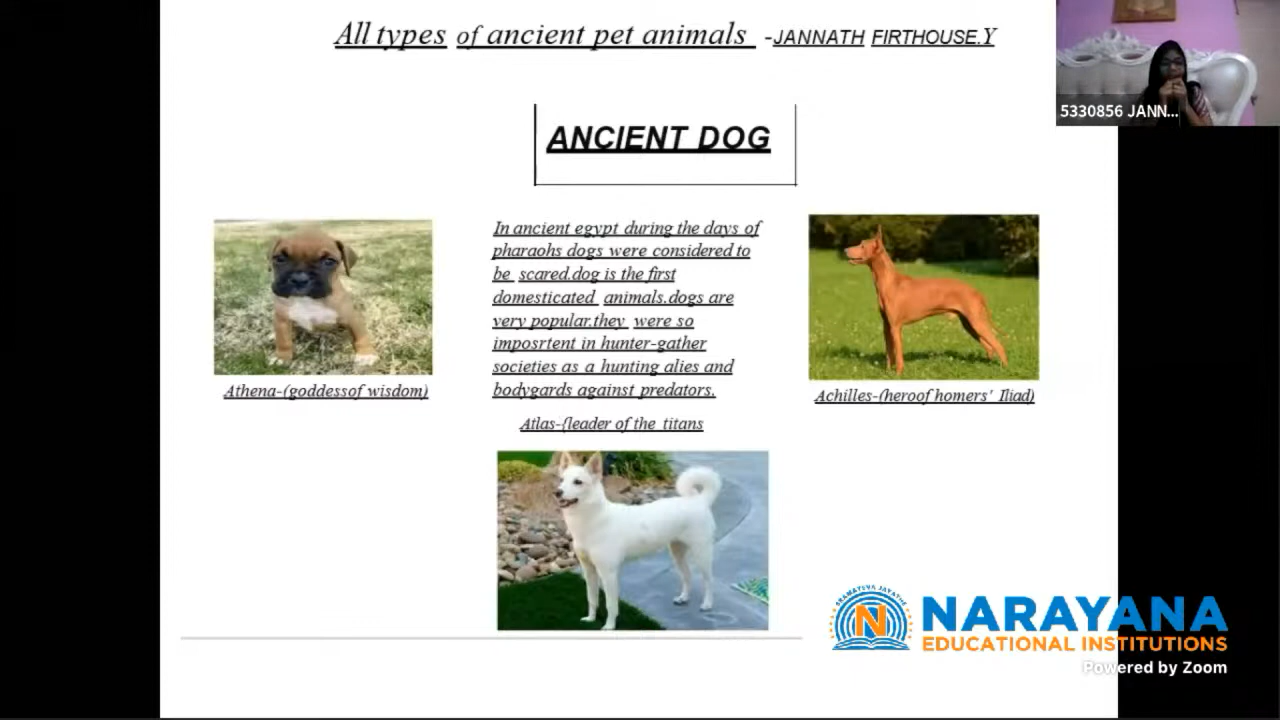 All types of ancient pet animals -JANNATH FIRTHOUSE.Y
5330856 JANN...
ANCIENT DOG
In ancient egypt during the days of
pharaohs dogs were considered to
be scared.dog is the first
domesticated animals.dogs are
very popular.they were so
imposrtent in hunter-gather
societies as a hunting alies and
bodygards against predators.
Athena-(goddessof wisdom)
Achilles-(heroof homers' Iliad)
Atlas-{leader of the titans
NARAYANA
EDUCATIONAL INSTITUTIONS
Powered by Zoom